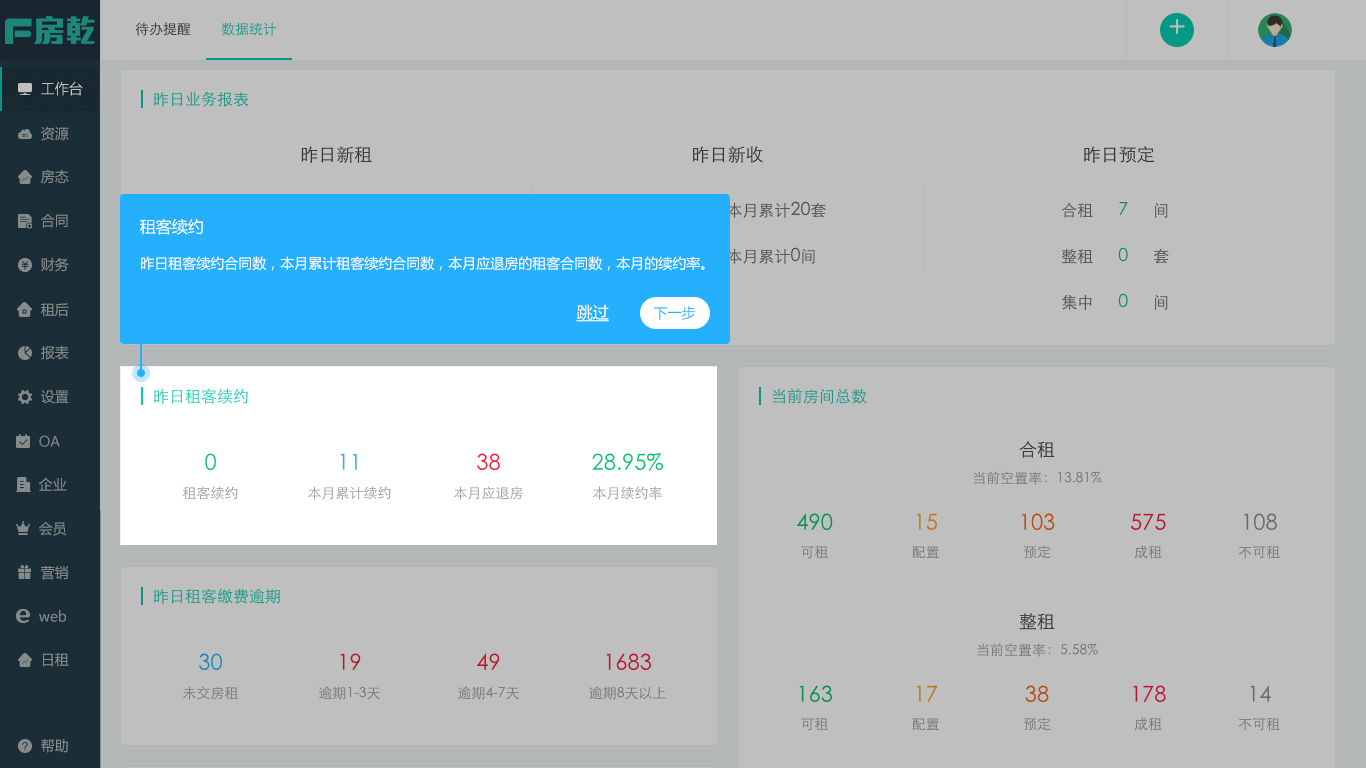 房乾
待办提醒
数据统计
工作台
资源
房态
合同
财务
租后
报表
设置
OA
企业
会员
营销
web
日租
帮助
昨日业务报表
昨日新租
昨日新收
昨日预定
本月累计20套
合租 7 间
本月累计0间
整租 0 套
集中 0 间
租客续约
昨日租客续约合同数，本月累计租客续约合同数，本月应退房的租客合同数，本月的续约率。
跳过
下一步
昨日租客续约
0 11 38 28.95%
租客续约 本月累计续约 本月应退房 本月续约率
昨日租客缴费逾期
30 19 49 1683
未交房租 逾期1-3天 逾期4-7天 逾期8天以上
当前房间总数
合租
当前空置率：13.81%
490 15 103 575 108
可租 配置 预定 成租 不可租
整租
当前空置率：5.58%
163 17 38 178 14
可租 配置 预定 成租 不可租